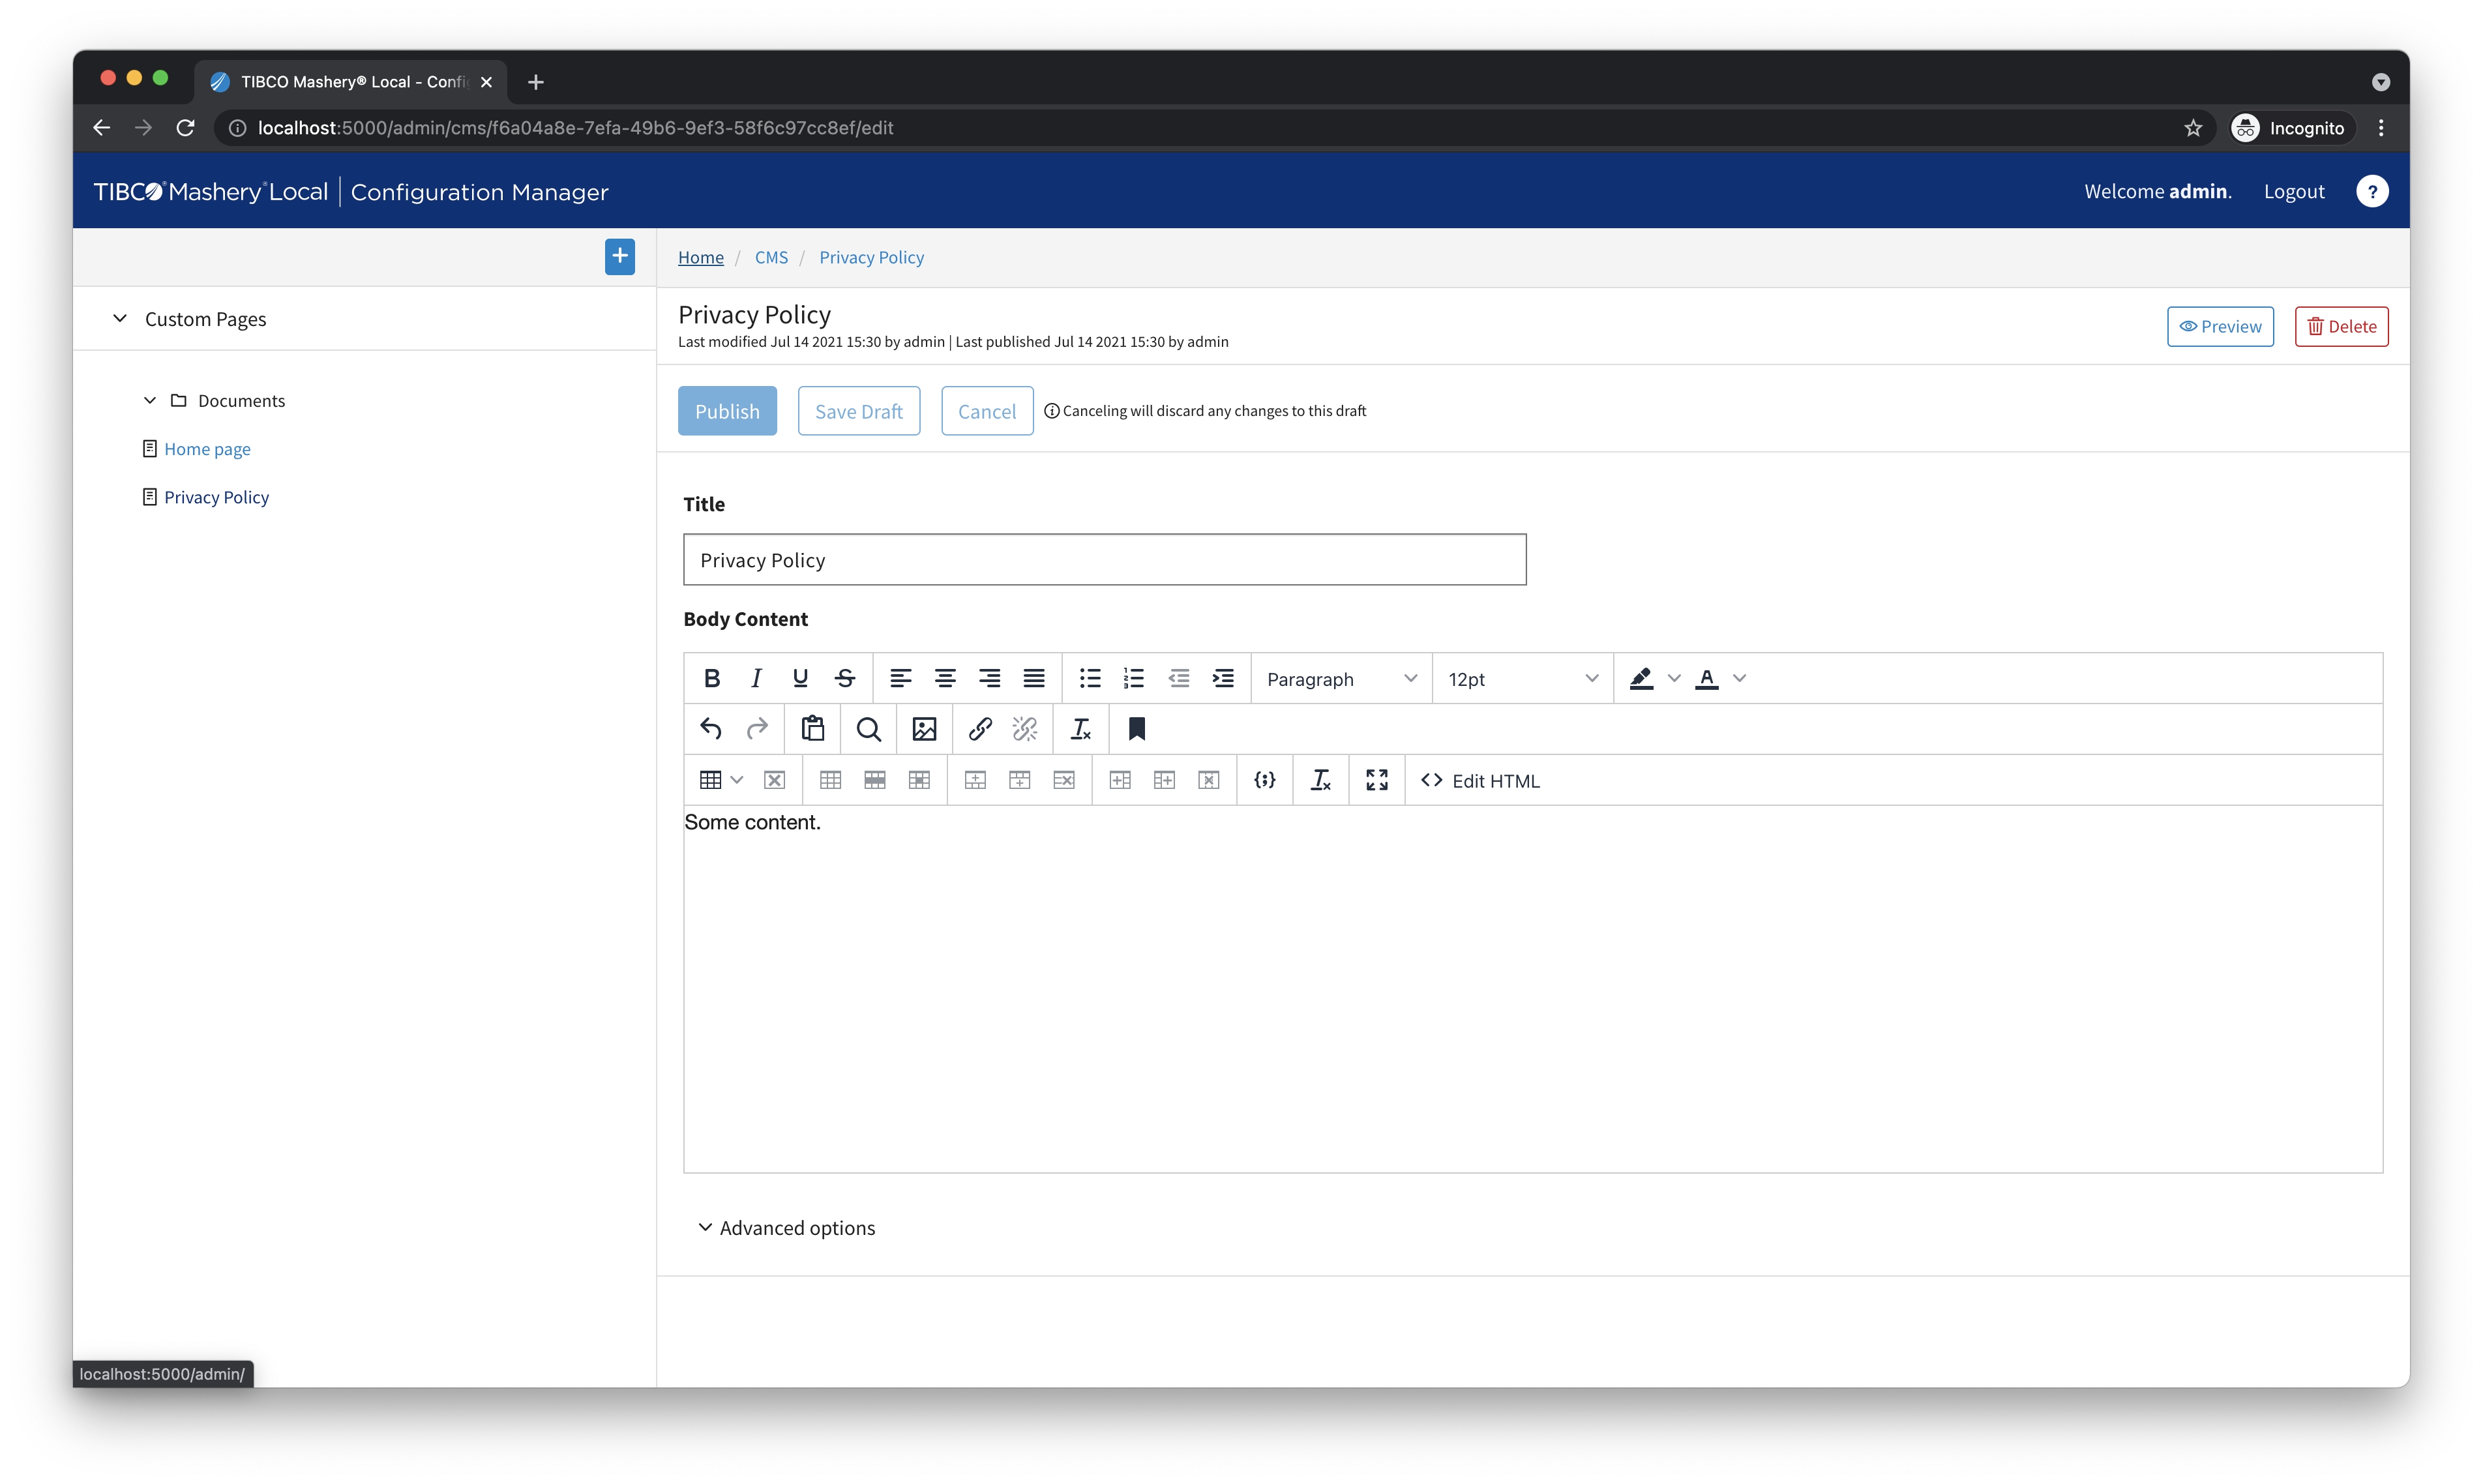 TIBCO Mashery® Local - Confi
localhost:5000/admin/cms/f6a04a8e-7efa-49b6-9ef3-58f6c97cc8ef/edit
Incognito
TIBCO® Mashery® Local | Configuration Manager
Welcome admin.
Logout
?
Home / CMS / Privacy Policy
Custom Pages
Documents
Home page
Privacy Policy
Privacy Policy
Last modified Jul 14 2021 15:30 by admin | Last published Jul 14 2021 15:30 by admin
Preview
Delete
Publish
Save Draft
Cancel
Canceling will discard any changes to this draft
Title
Privacy Policy
Body Content
Paragraph
12pt
Edit HTML
Some content.
Advanced options
localhost:5000/admin/